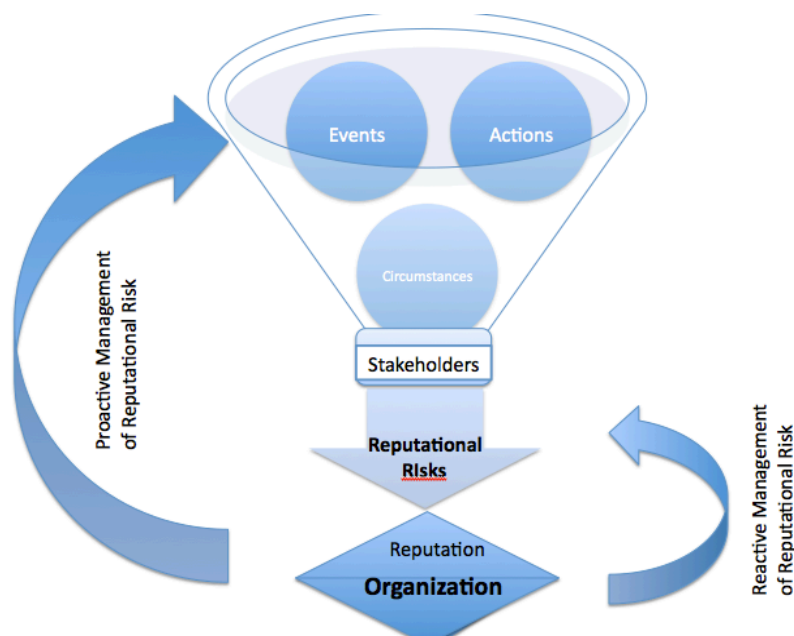 Events
Actions
Circumstances
Stakeholders
Reputational
RIsks
Reputation
Organization
Proactive Management
of Reputational Risk
Reactive Management
of Reputational Risk